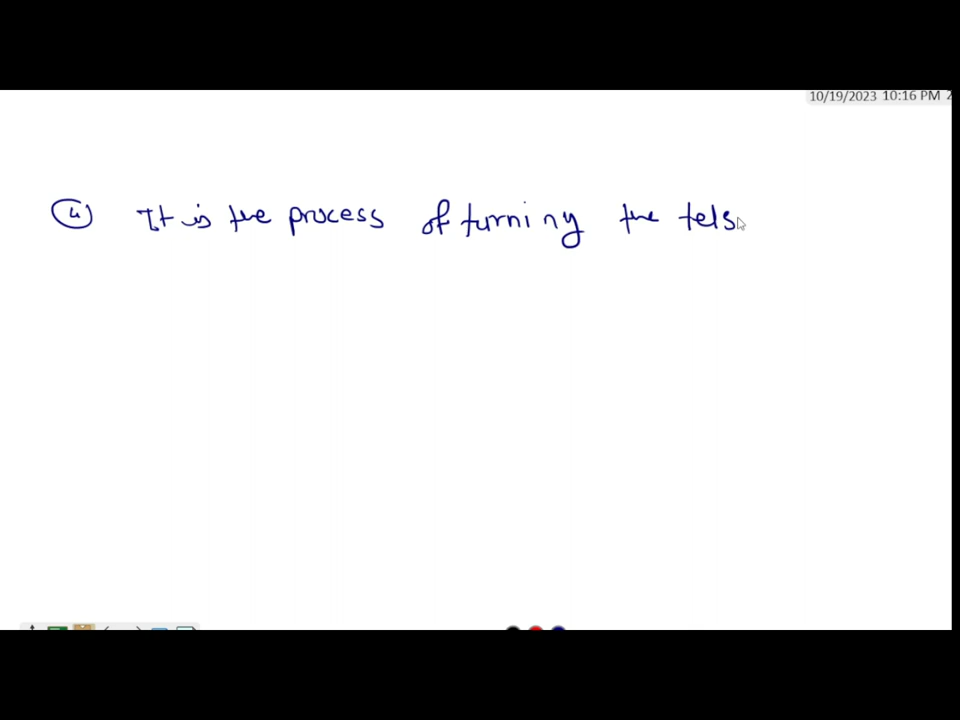 10/19/2023 10:16 PM
(4) It is the process of turning the tels